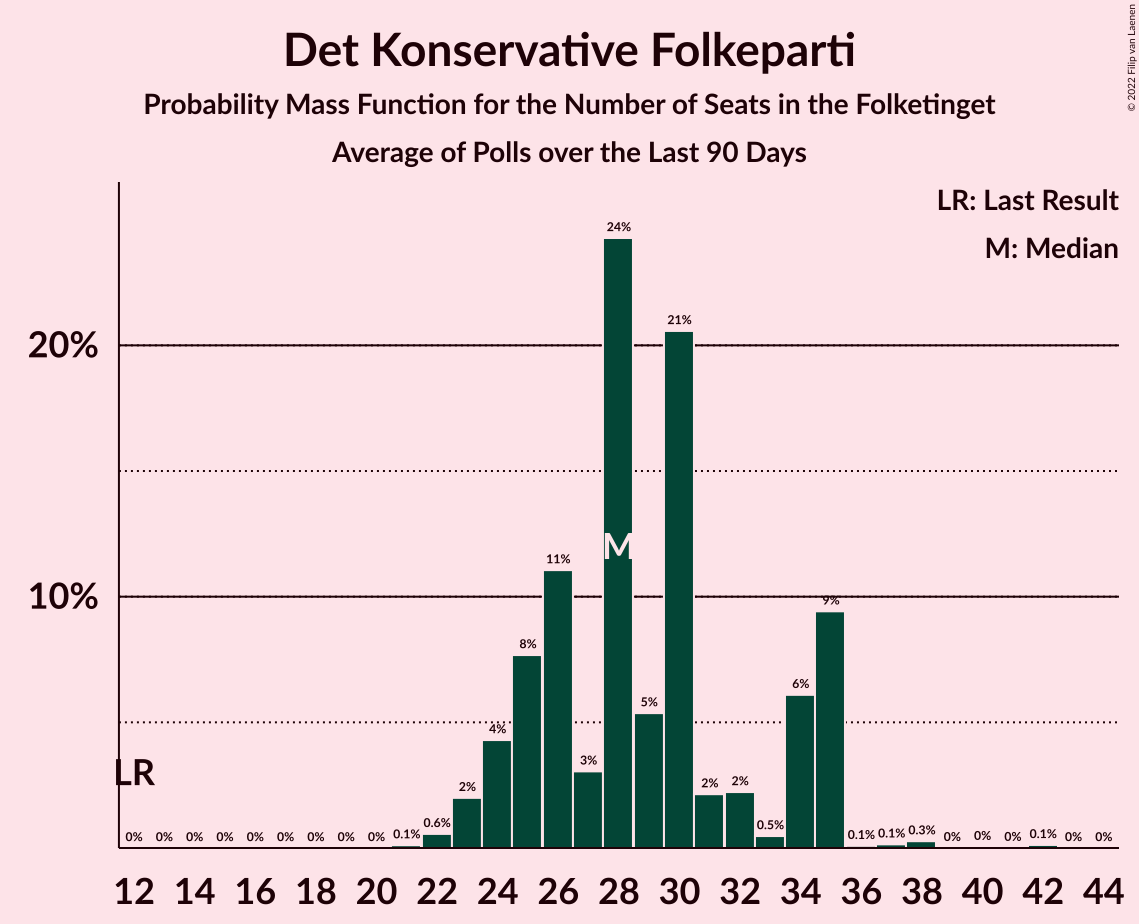 Det Konservative Folkeparti
Probability Mass Function for the Number of Seats in the Folketinget
Average of Polls over the Last 90 Days
© 2022 Filip van Laenen
LR: Last Result
M: Median
20%
10%
LR
M
0% 0% 0% 0% 0% 0% 0% 0% 0% 0.1% 0.6% 2% 4% 8% 11% 3% 24% 5% 21% 2% 2% 0.5% 6% 9% 0.1% 0.1% 0.3% 0% 0% 0% 0.1% 0% 0%
12 14 16 18 20 22 24 26 28 30 32 34 36 38 40 42 44